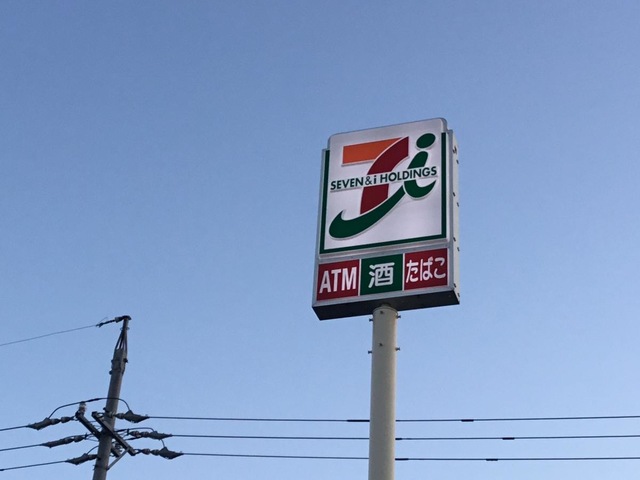 SEVEN & i HOLDINGS
ATM 酒 たばこ